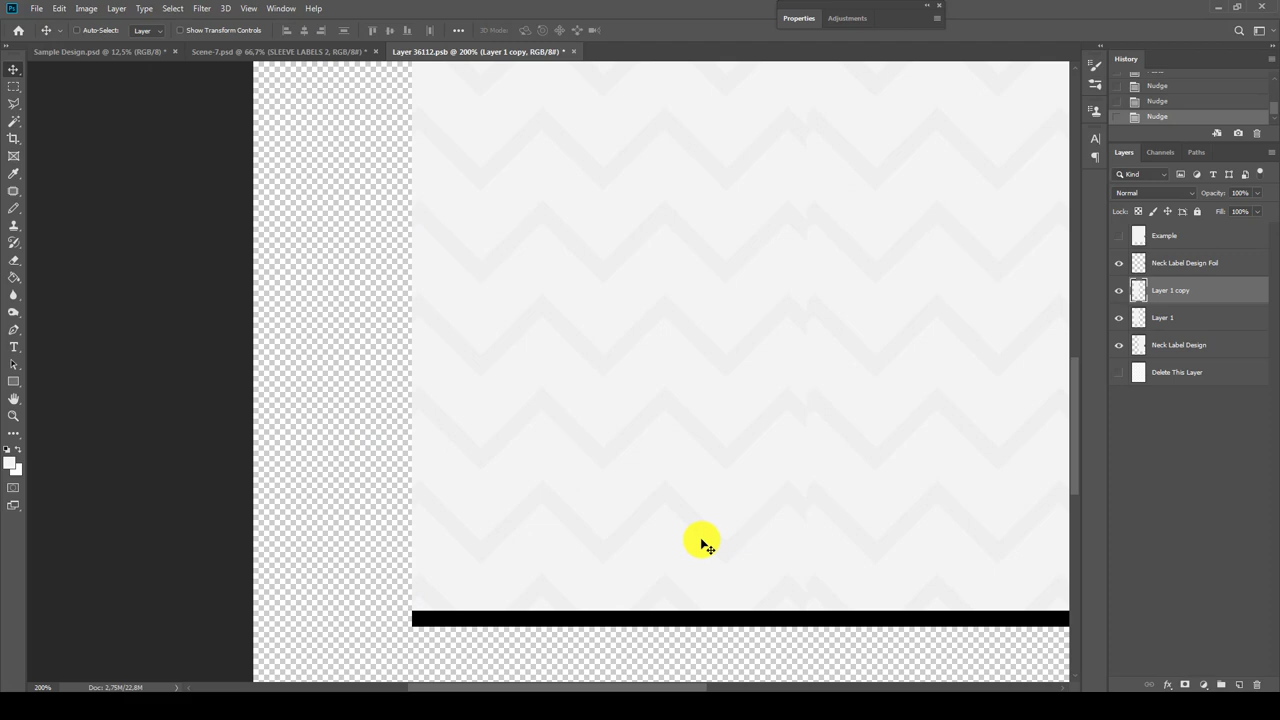 Ps File Edit Image Layer Type Select Filter 3D View Window Help
Properties Adjustments
Auto-Select: Layer Show Transform Controls 3D Mode:
Sample Design.psd @ 12,5% (RGB/8) * × Scene-7.psd @ 66,7% (SLEEVE LABELS 2, RGB/8#) * × Layer 36112.psb @ 200% (Layer 1 copy, RGB/8#) * ×
History
Nudge
Nudge
Nudge
Layers Channels Paths
Kind
Normal Opacity: 100%
Lock: Fill: 100%
Example
Neck Label Design Foil
Layer 1 copy
Layer 1
Neck Label Design
Delete This Layer
200% Doc: 2,75M/22,8M